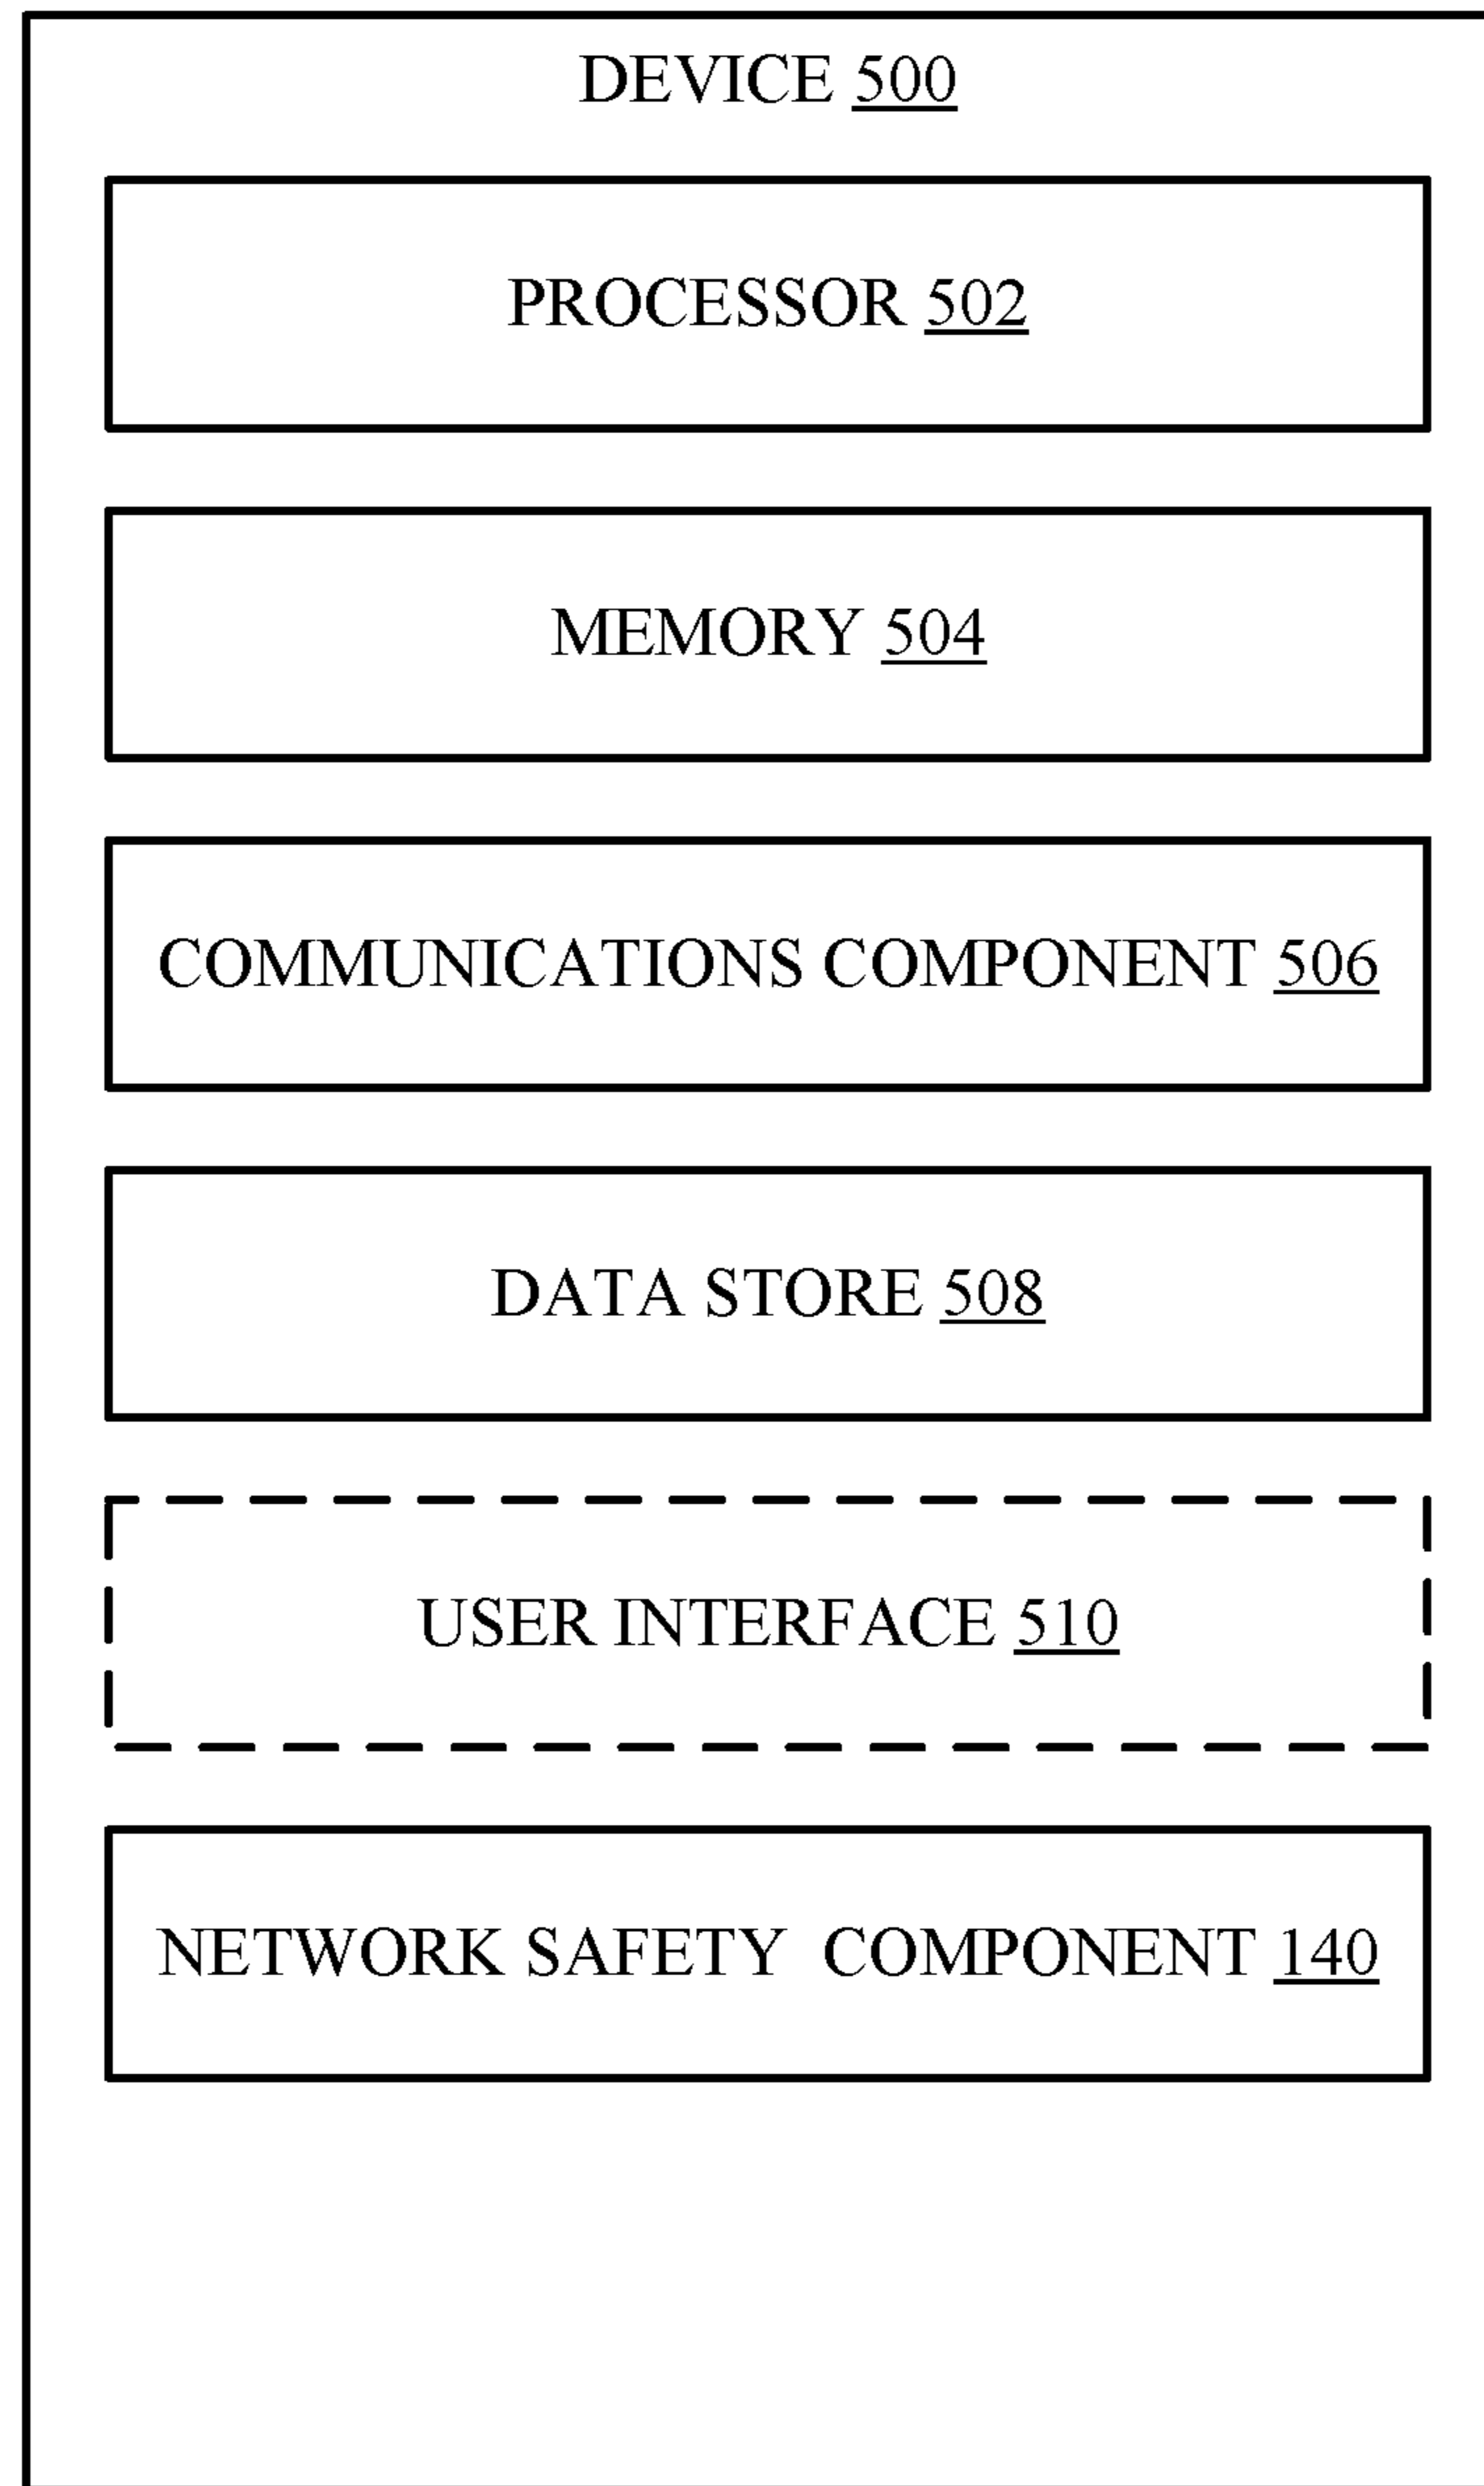 DEVICE 500
PROCESSOR 502
MEMORY 504
COMMUNICATIONS COMPONENT 506
DATA STORE 508
USER INTERFACE 510
NETWORK SAFETY COMPONENT 140